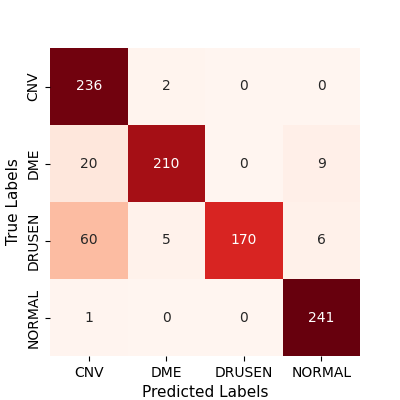 CNV 236 2 0 0
DME 20 210 0 9
DRUSEN 60 5 170 6
NORMAL 1 0 0 241
CNV DME DRUSEN NORMAL
True Labels
Predicted Labels